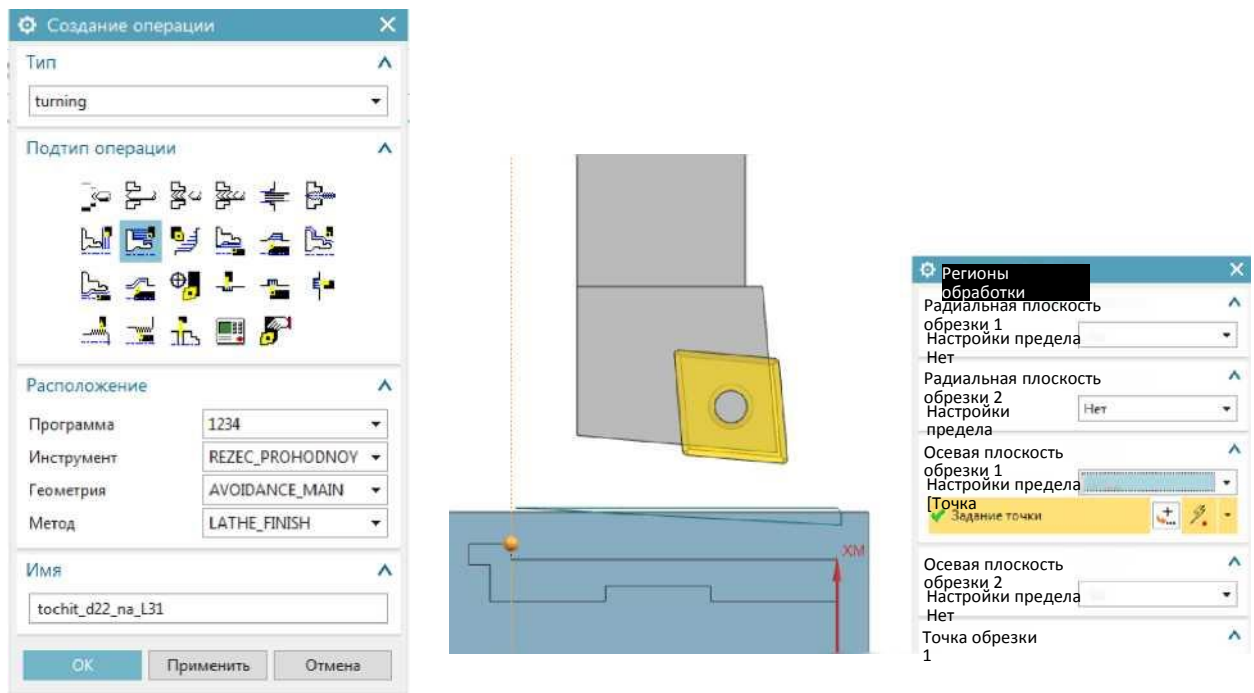 Создание операции
Тип
turning
Подтип операции
Расположение
Программа
1234
Инструмент
REZEC_PROHODNOY
Геометрия
AVOIDANCE_MAIN
Метод
LATHE_FINISH
Имя
tochit_d22_na_L31
OK
Применить
Отмена
XM
Регионы
обработки
Радиальная плоскость
обрезки 1
Настройки предела
Нет
Радиальная плоскость
обрезки 2
Настройки
предела
Нет
Осевая плоскость
обрезки 1
Настройки предела
[Точка
Задание точки
Осевая плоскость
обрезки 2
Настройки предела
Нет
Точка обрезки
1